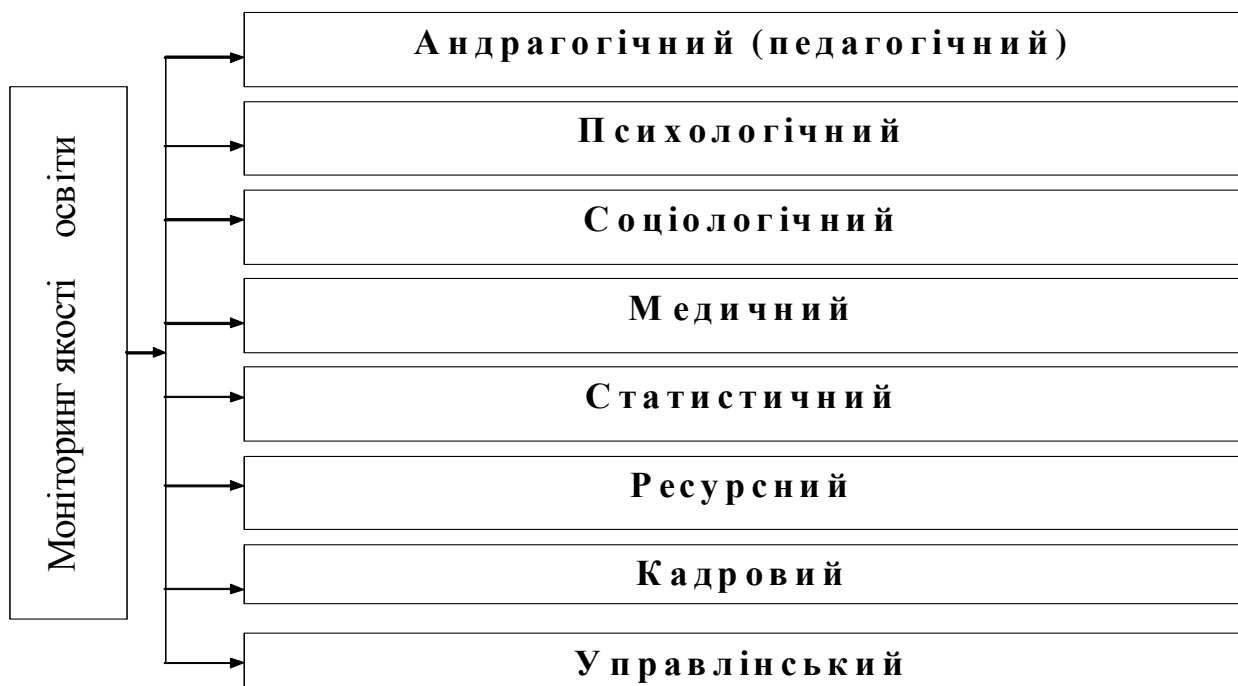 Моніторинг якості освіти
Андрагогічний (педагогічний)
Психологічний
Соціологічний
Медичний
Статистичний
Ресурсний
Кадровий
Управлінський